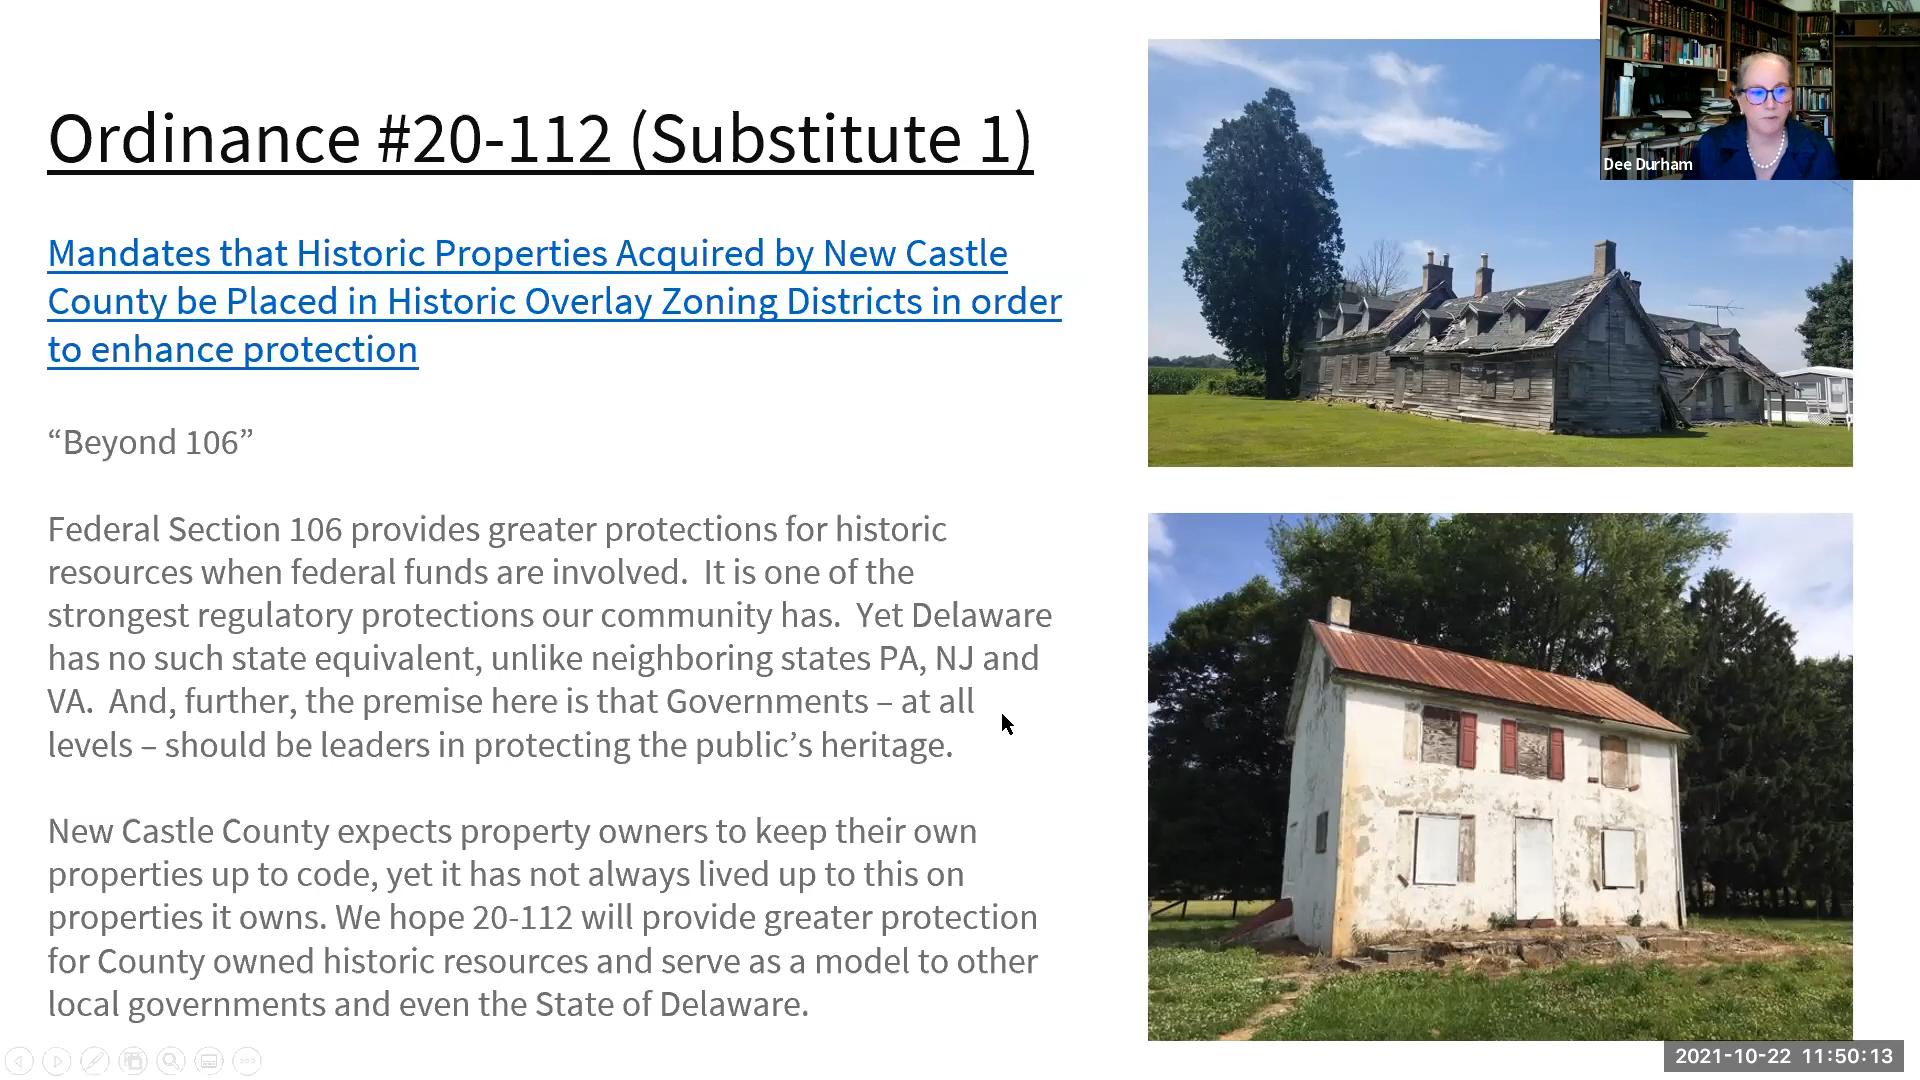 Ordinance #20-112 (Substitute 1)
Mandates that Historic Properties Acquired by New Castle
County be Placed in Historic Overlay Zoning Districts in order
to enhance protection
“Beyond 106”
Federal Section 106 provides greater protections for historic
resources when federal funds are involved.  It is one of the
strongest regulatory protections our community has.  Yet Delaware
has no such state equivalent, unlike neighboring states PA, NJ and
VA.  And, further, the premise here is that Governments – at all
levels – should be leaders in protecting the public’s heritage.
New Castle County expects property owners to keep their own
properties up to code, yet it has not always lived up to this on
properties it owns. We hope 20-112 will provide greater protection
for County owned historic resources and serve as a model to other
local governments and even the State of Delaware.
Dee Durham
2021-10-22 11:50:13